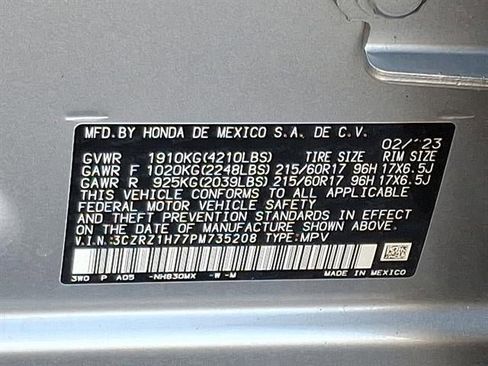 MFD. BY HONDA DE MEXICO S.A. DE C.V. 02/'23
GVWR 1910KG(4210LBS) TIRE SIZE RIM SIZE
GAWR F 1020KG(2248LBS) 215/60R17 96H 17X6.5J
GAWR R 925KG(2039LBS) 215/60R17 96H 17X6.5J
THIS VEHICLE CONFORMS TO ALL APPLICABLE
FEDERAL MOTOR VEHICLE SAFETY
AND THEFT PREVENTION STANDARDS IN EFFECT
ON THE DATE OF MANUFACTURE SHOWN ABOVE.
V.I.N.:3CZRZ1H77PM735208 TYPE:MPV
3W0 P A05 -NH830MX -W -M MADE IN MEXICO